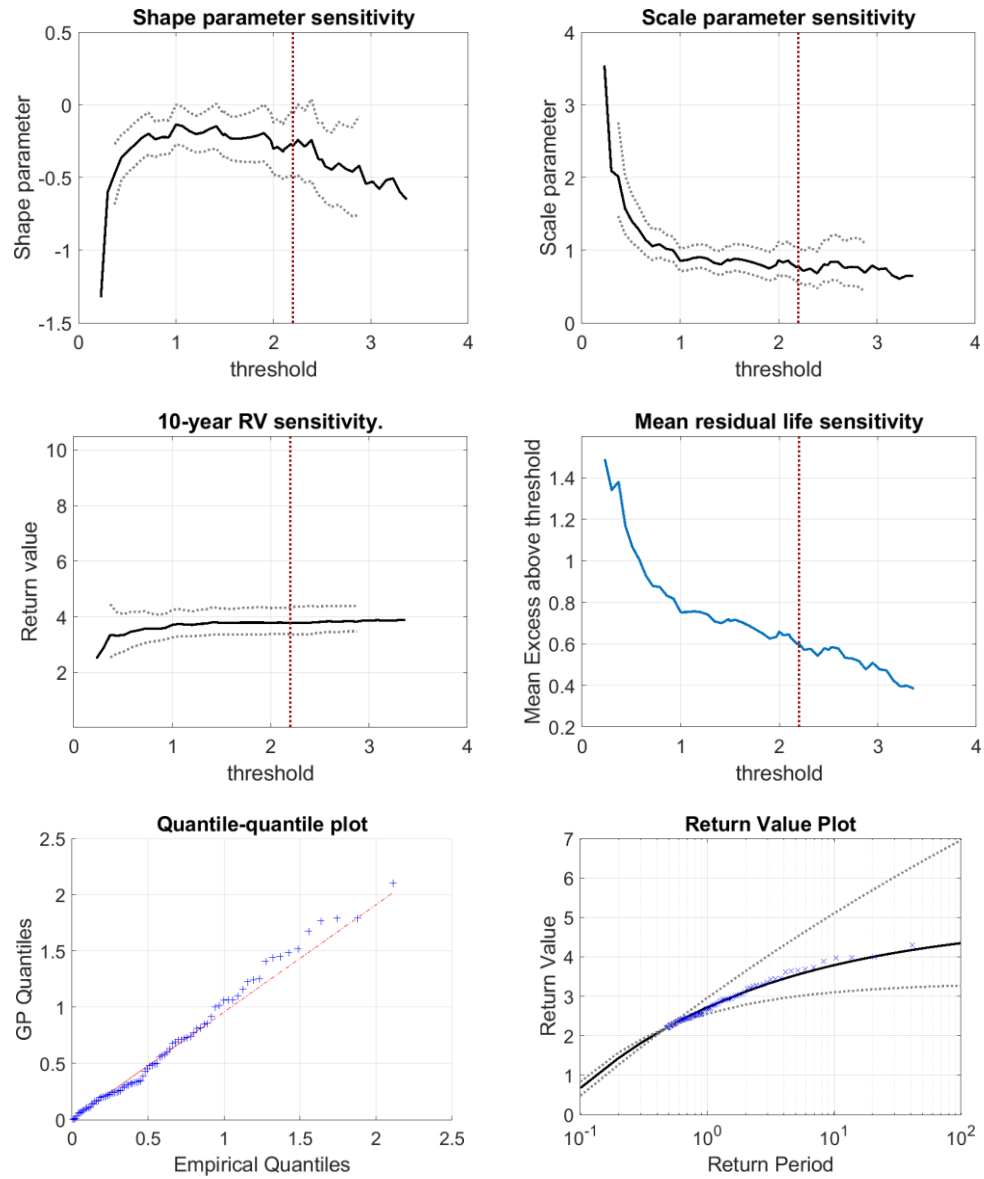 Shape parameter sensitivity
Shape parameter
0.5
0
-0.5
-1
-1.5
0 1 2 3 4
threshold
Scale parameter sensitivity
Scale parameter
4
3
2
1
0
0 1 2 3 4
threshold
10-year RV sensitivity.
Return value
10
8
6
4
2
0 1 2 3 4
threshold
Mean residual life sensitivity
Mean Excess above threshold
1.4
1.2
1
0.8
0.6
0.4
0.2
0 1 2 3 4
threshold
Quantile-quantile plot
GP Quantiles
2.5
2
1.5
1
0.5
0
0 0.5 1 1.5 2 2.5
Empirical Quantiles
Return Value Plot
Return Value
7
6
5
4
3
2
1
0
10⁻¹ 10⁰ 10¹ 10²
Return Period